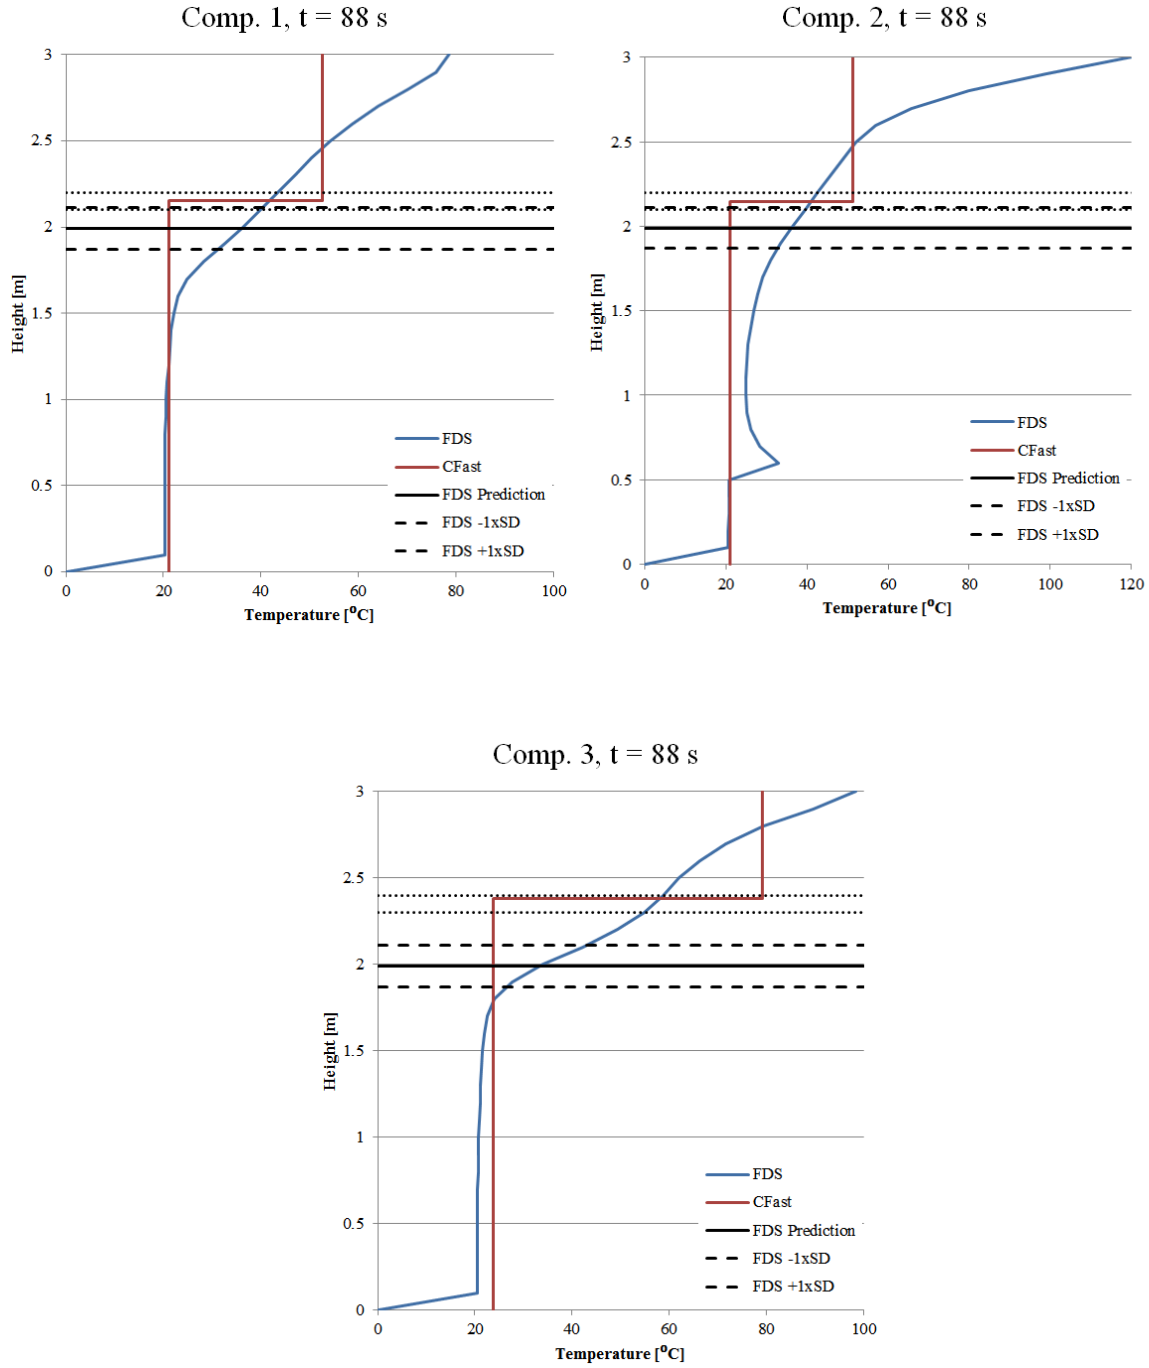 Comp. 1, t = 88 s
3
2.5
2
1.5
1
0.5
0
Height [m]
FDS
CFast
FDS Prediction
FDS -1xSD
FDS +1xSD
0 20 40 60 80 100
Temperature [ºC]
Comp. 2, t = 88 s
3
2.5
2
1.5
1
0.5
0
Height [m]
FDS
CFast
FDS Prediction
FDS -1xSD
FDS +1xSD
0 20 40 60 80 100 120
Temperature [ºC]
Comp. 3, t = 88 s
3
2.5
2
1.5
1
0.5
0
Height [m]
FDS
CFast
FDS Prediction
FDS -1xSD
FDS +1xSD
0 20 40 60 80 100
Temperature [ºC]